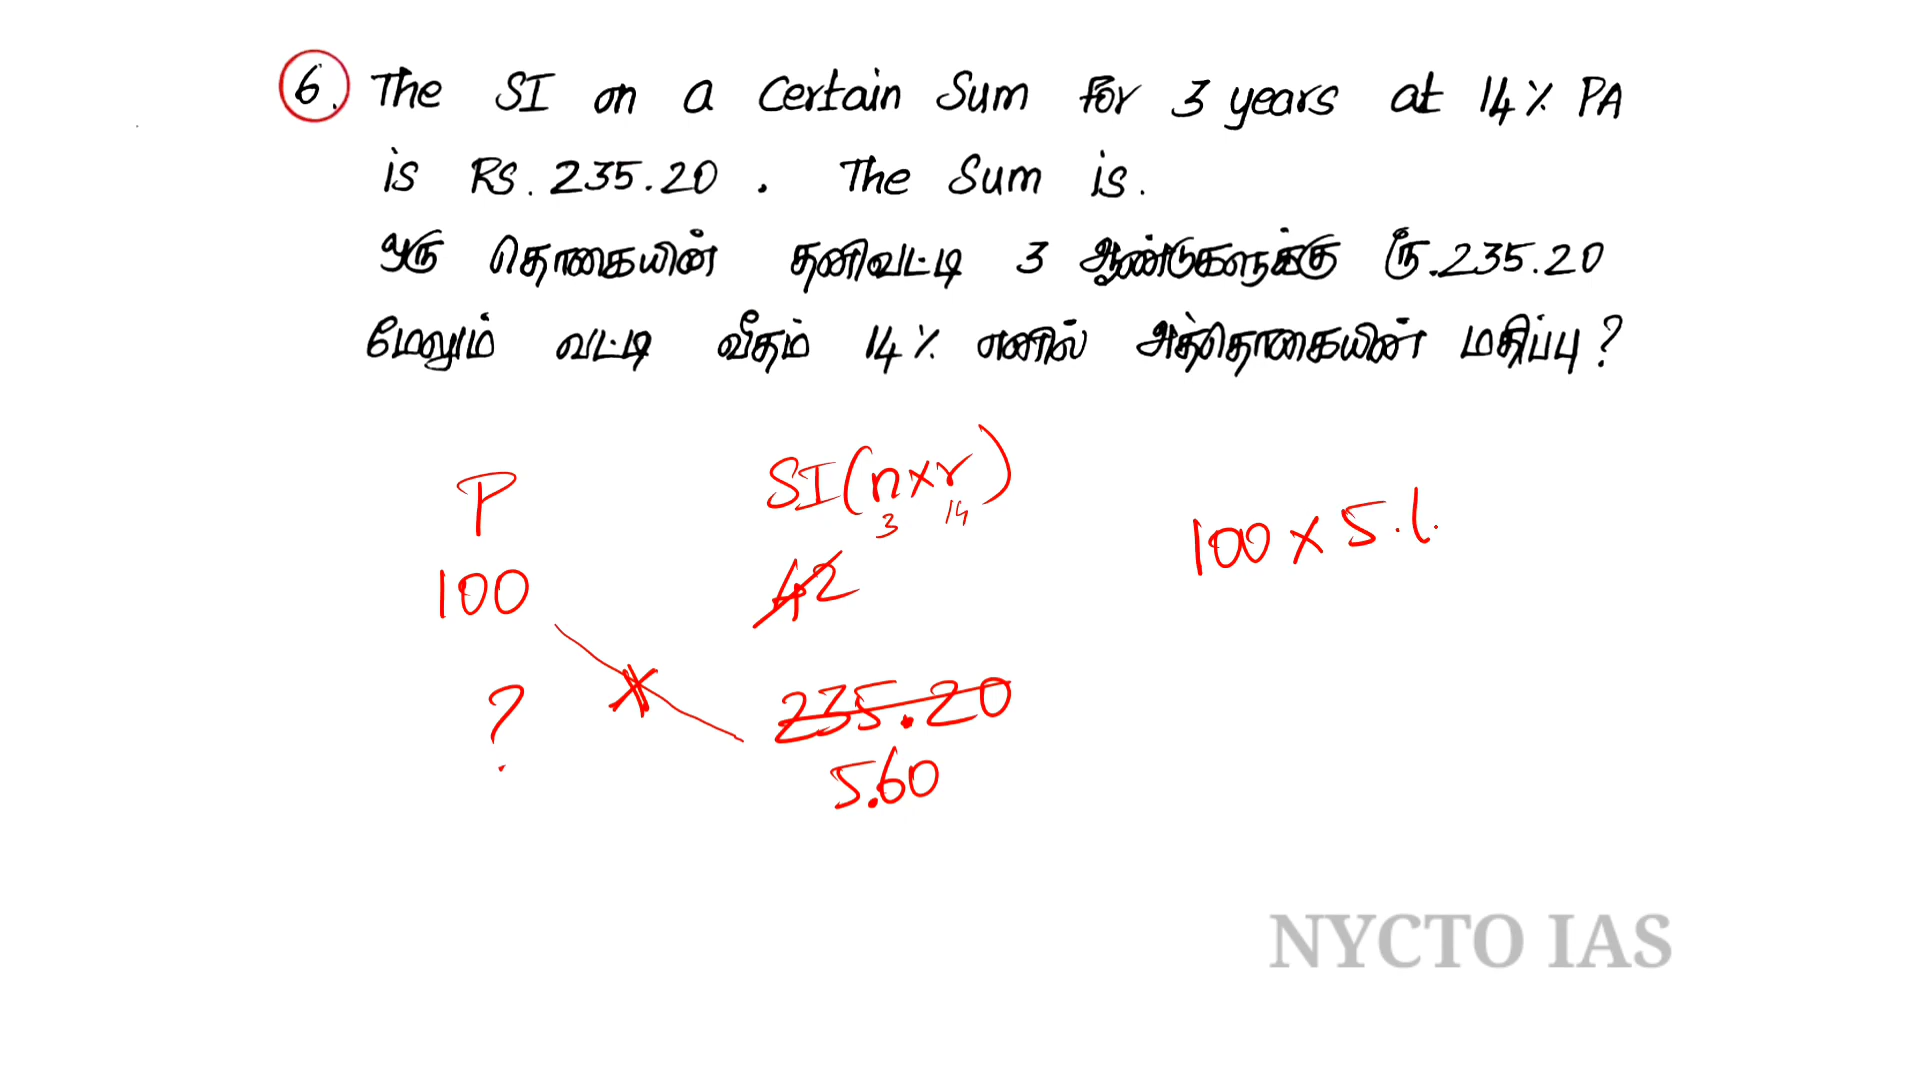 6. The SI on a Certain Sum For 3 years at 14% PA
is RS. 235.20 . The Sum is.
ஒரு தொகையின் தனிவட்டி 3 ஆண்டுகளுக்கு ரூ.235.20
மேலும் வட்டி வீதம் 14% எனில் அத்தொகையின் மதிப்பு?
P SI(n×r)
3 14
100 42
100 × 5.6
? 235.20
5.60
NYCTO IAS